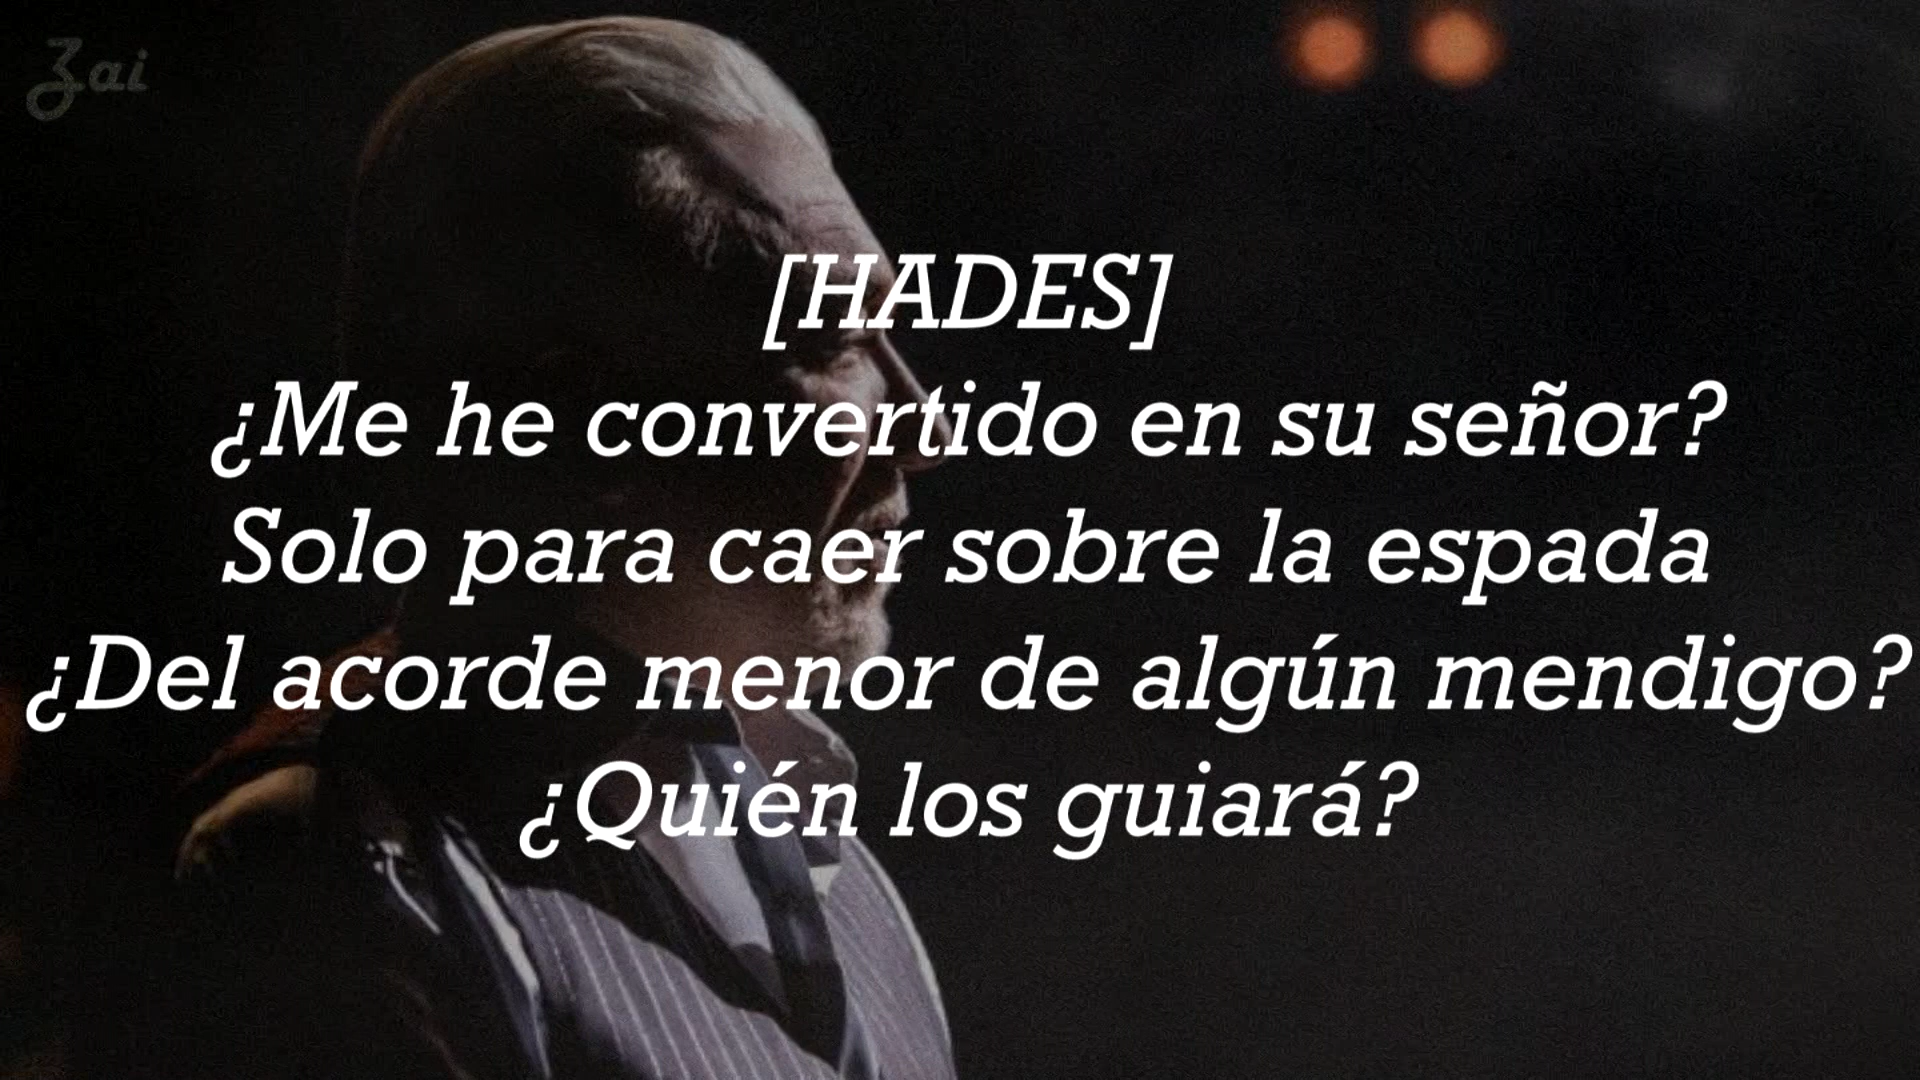 Zai
[HADES]
¿Me he convertido en su señor?
Solo para caer sobre la espada
¿Del acorde menor de algún mendigo?
¿Quién los guiará?